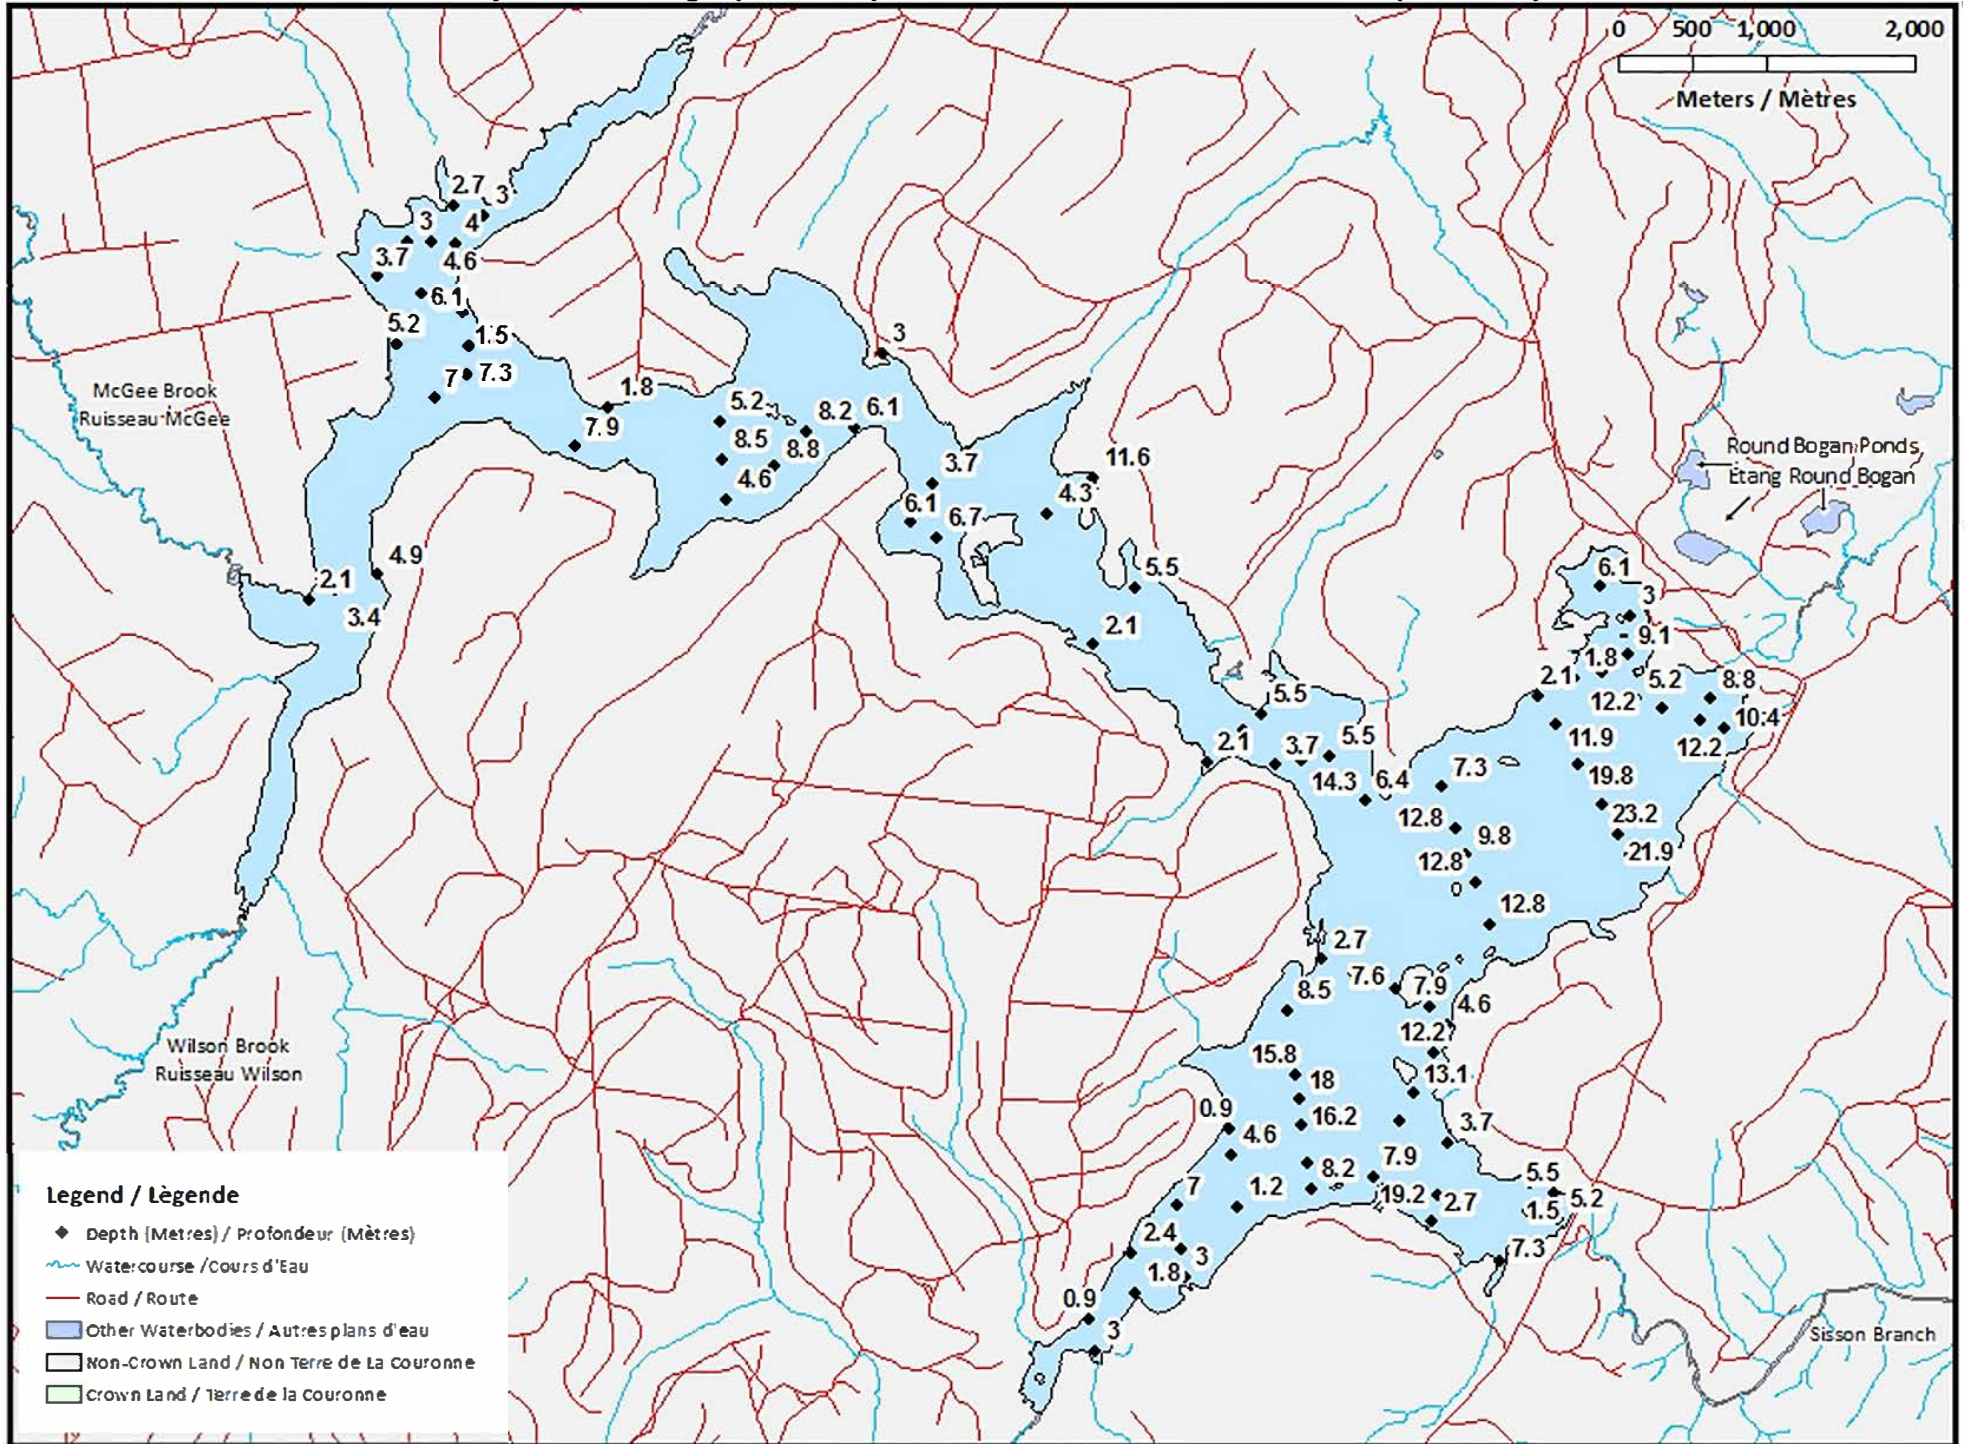 0 500 1,000 2,000
Meters / Mètres
2.7 3
3 4
3.7 4.6
6.1
5.2 1.5
7 7.3
3
1.8
5.2 8.2 6.1
7.9 8.5 8.8
4.6
McGee Brook
Ruisseau McGee
3.7 11.6
6.1 6.7 4.3
Round Bogan Ponds
Etang Round Bogan
2.1 4.9
3.4
5.5
2.1
6.1
3
9.1
1.8
2.1 5.2 8.8
12.2 10.4
11.9 12.2
5.5
2.1 3.7 5.5
14.3 6.4 7.3
19.8
12.8 9.8 23.2
12.8 21.9
12.8
2.7
7.6 7.9
8.5 4.6
12.2
15.8
18 13.1
0.9 16.2
4.6 3.7
7.9
8.2
7 1.2 19.2 2.7
5.5
1.5 5.2
2.4
3 7.3
1.8
0.9
3
Wilson Brook
Ruisseau Wilson
Sisson Branch
Legend / Lègende
Depth (Metres) / Profondeur (Mètres)
Watercourse /Cours d'Eau
Road / Route
Other Waterbodies / Autres plans d'eau
Non-Crown Land / Non Terre de La Couronne
Crown Land / Terre de la Couronne